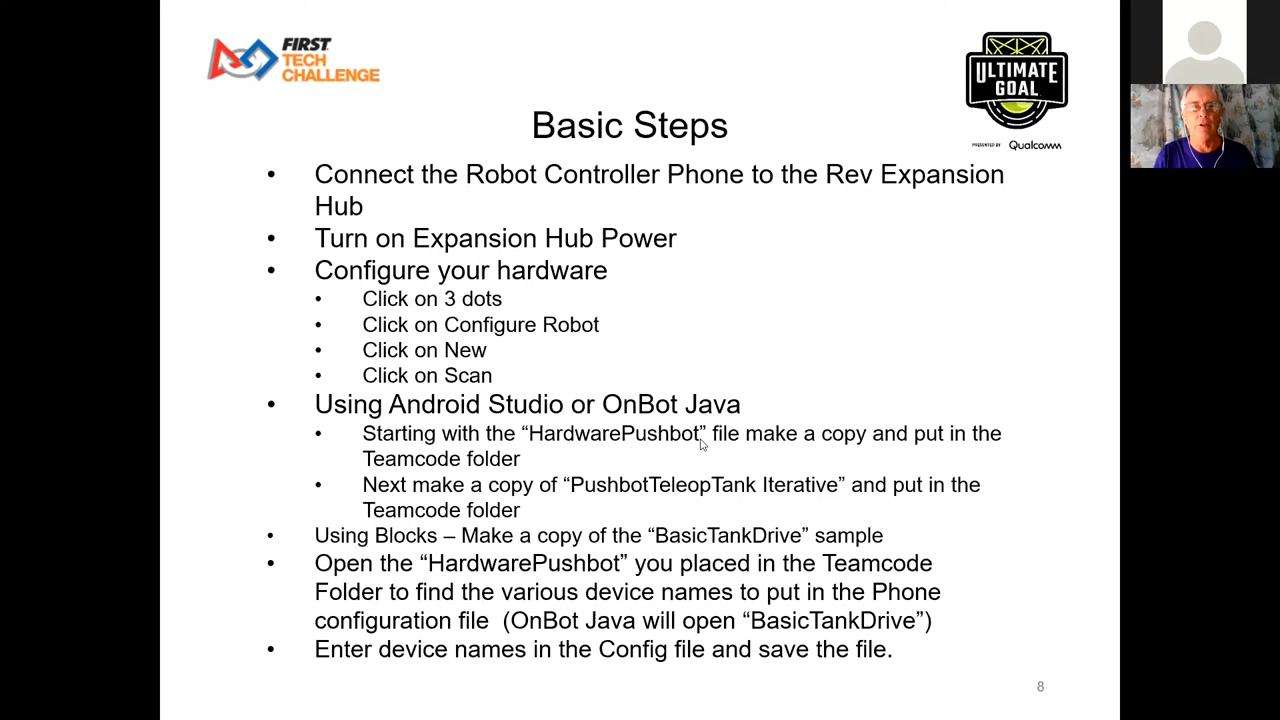 FIRST
TECH
CHALLENGE
ULTIMATE
GOAL
PRESENTED BY Qualcomm
Basic Steps
• Connect the Robot Controller Phone to the Rev Expansion
Hub
• Turn on Expansion Hub Power
• Configure your hardware
• Click on 3 dots
• Click on Configure Robot
• Click on New
• Click on Scan
• Using Android Studio or OnBot Java
• Starting with the “HardwarePushbot” file make a copy and put in the
Teamcode folder
• Next make a copy of “PushbotTeleopTank Iterative” and put in the
Teamcode folder
• Using Blocks – Make a copy of the “BasicTankDrive” sample
• Open the “HardwarePushbot” you placed in the Teamcode
Folder to find the various device names to put in the Phone
configuration file (OnBot Java will open “BasicTankDrive”)
• Enter device names in the Config file and save the file.
8